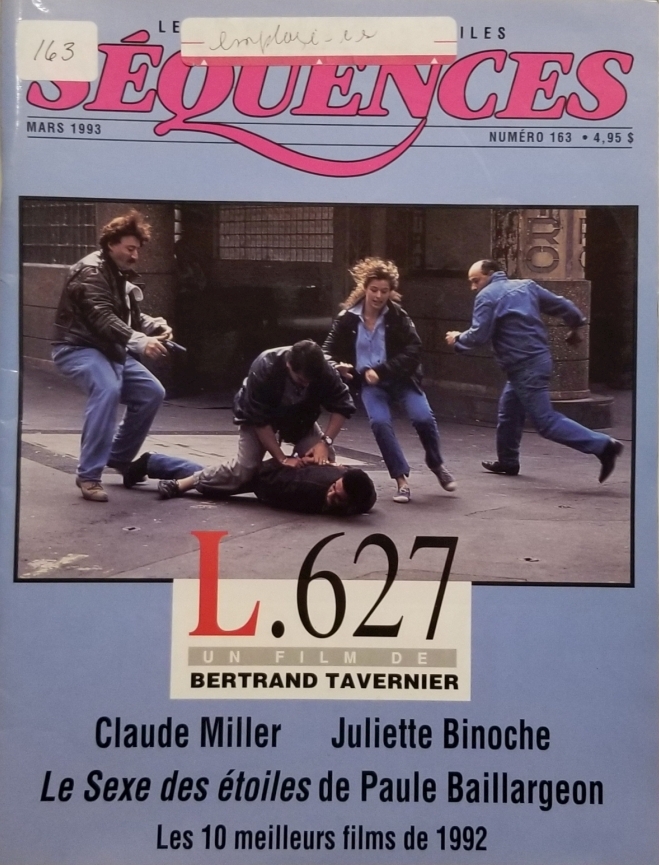 LE ILES
163
SÉQUENCES
MARS 1993
NUMÉRO 163 • 4,95 $
L.627
UN FILM DE
BERTRAND TAVERNIER
Claude Miller Juliette Binoche
Le Sexe des étoiles de Paule Baillargeon
Les 10 meilleurs films de 1992